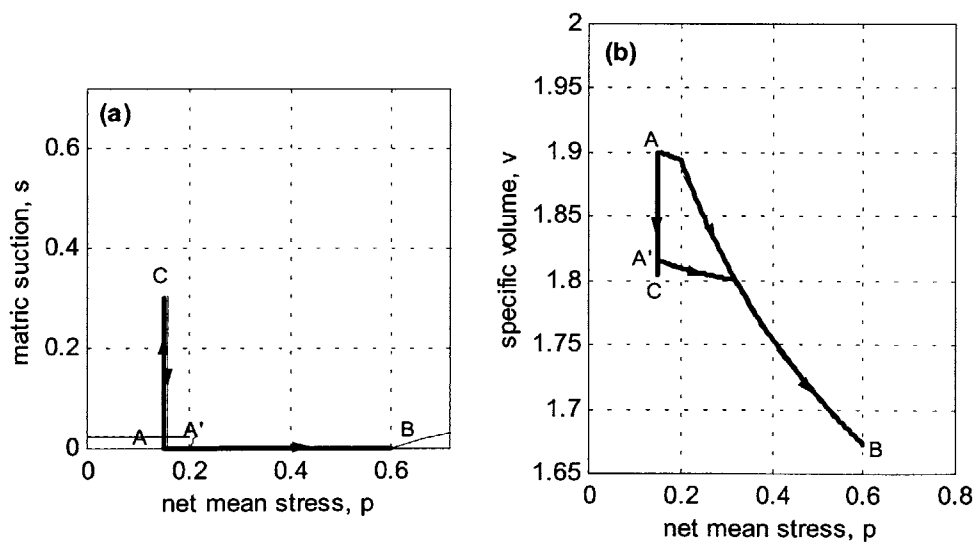 (a)
matric suction, s
0.6
0.4
0.2
0
C
A
A'
B
0
0.2
0.4
0.6
net mean stress, p
(b)
specific volume, v
2
1.95
1.9
1.85
1.8
1.75
1.7
1.65
A
A'
C
B
0
0.2
0.4
0.6
0.8
net mean stress, p